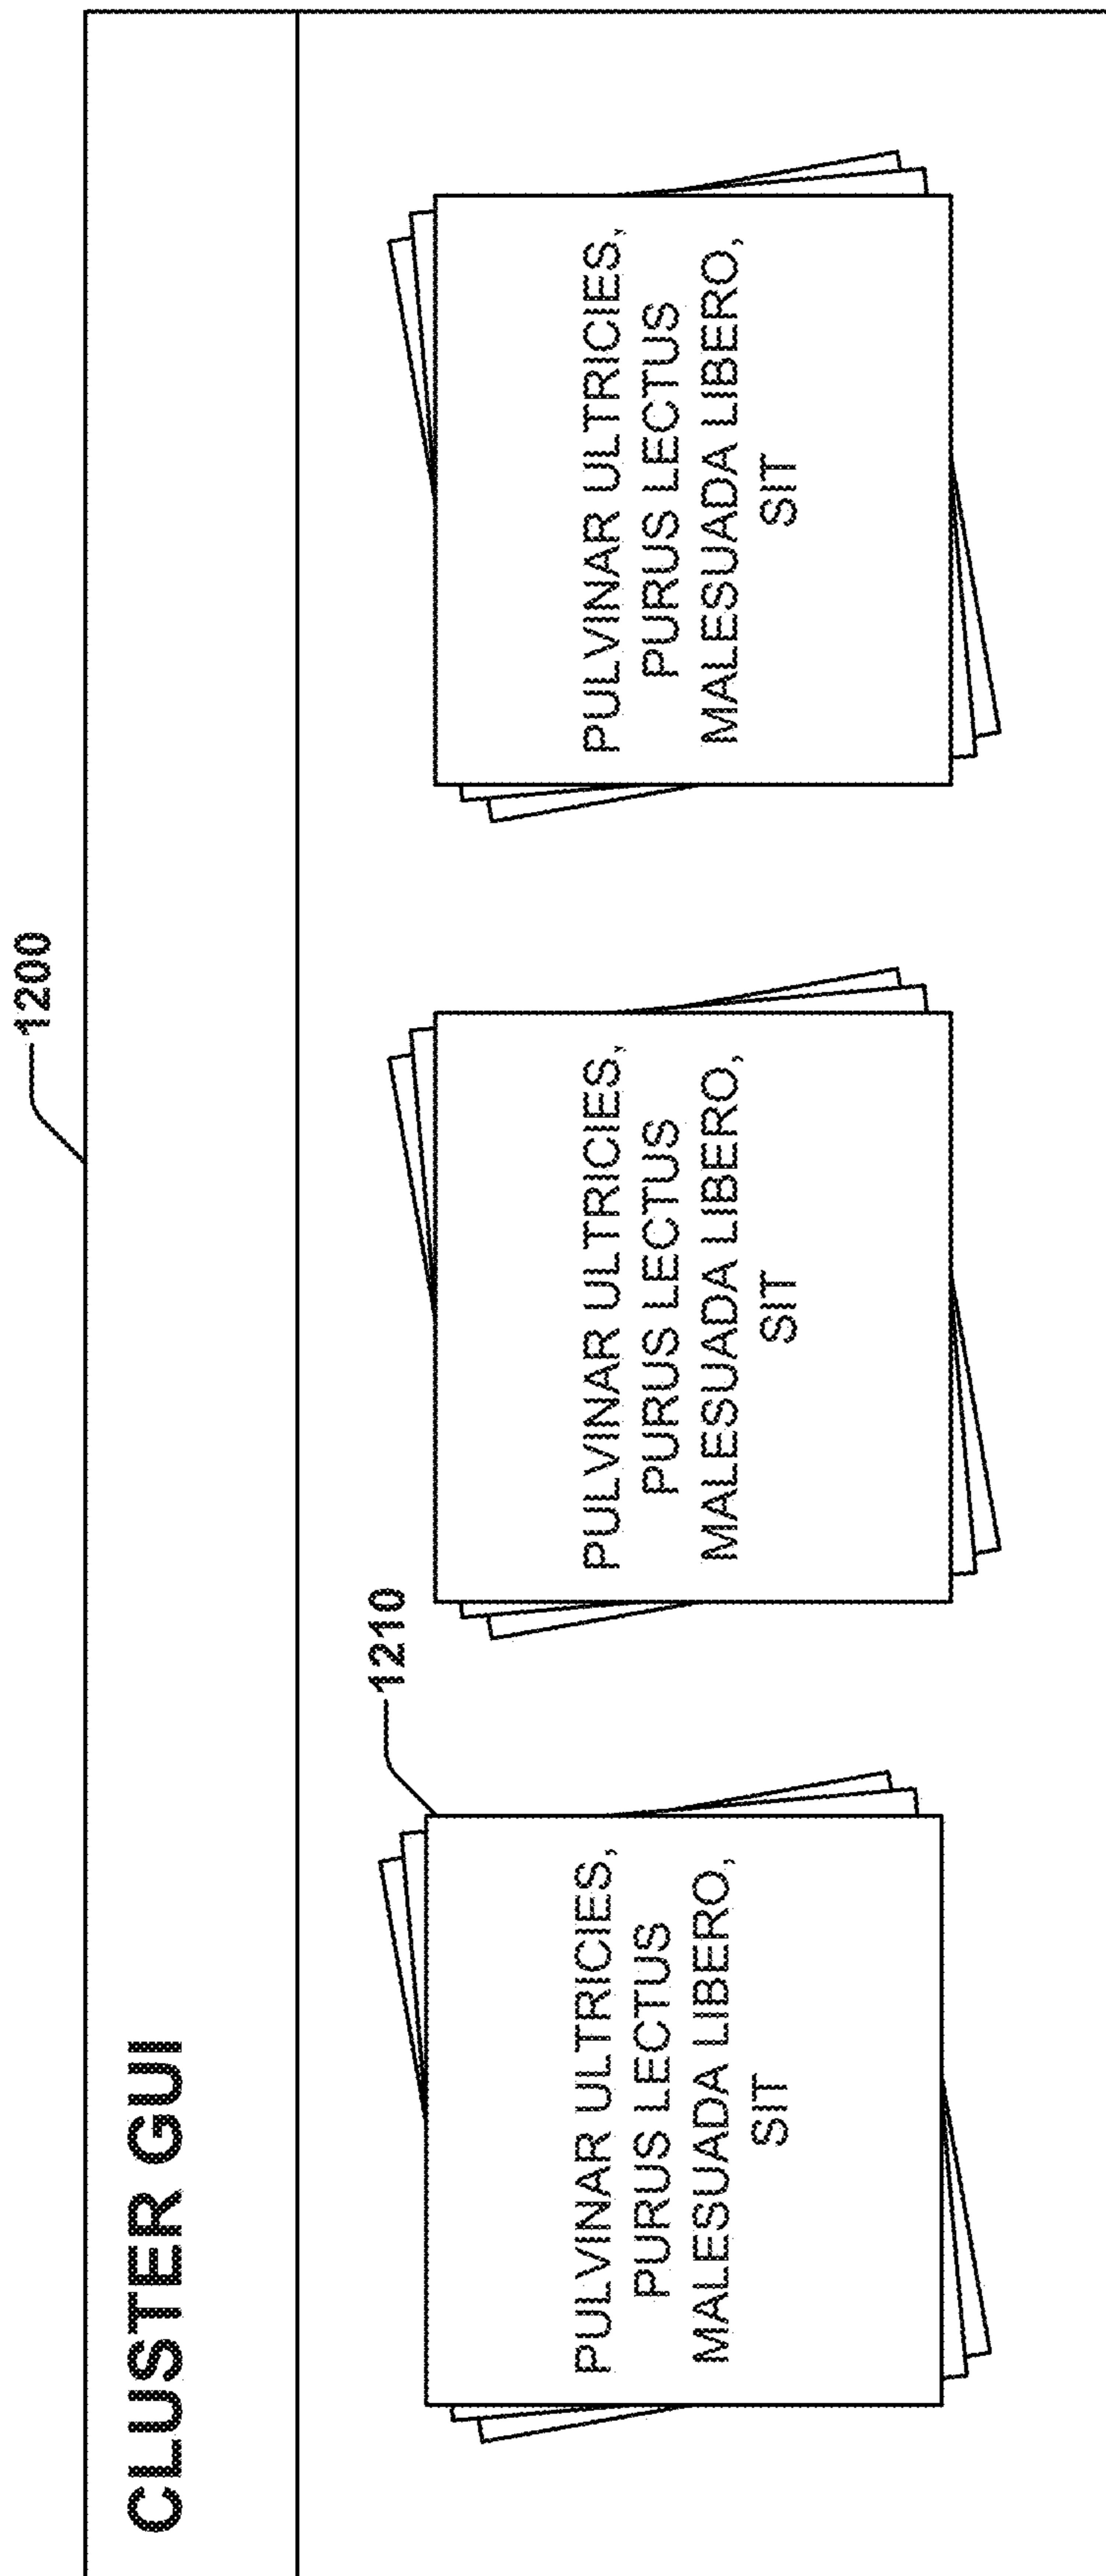 1200
CLUSTER GUI
1210
PULVINAR ULTRICIES,
PURUS LECTUS
MALESUADA LIBERO,
SIT
PULVINAR ULTRICIES,
PURUS LECTUS
MALESUADA LIBERO,
SIT
PULVINAR ULTRICIES,
PURUS LECTUS
MALESUADA LIBERO,
SIT